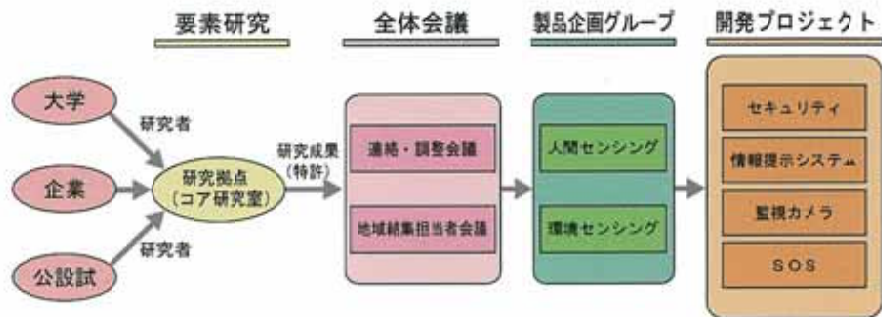 要素研究
全体会議
製品企画グループ
開発プロジェクト
大学
研究者
企業
研究拠点
(コア研究室)
研究者
公設試
研究成果
(特許)
連絡・調整会議
地域結集担当者会議
人間センシング
環境センシング
セキュリティ
情報提示システム
監視カメラ
SOS